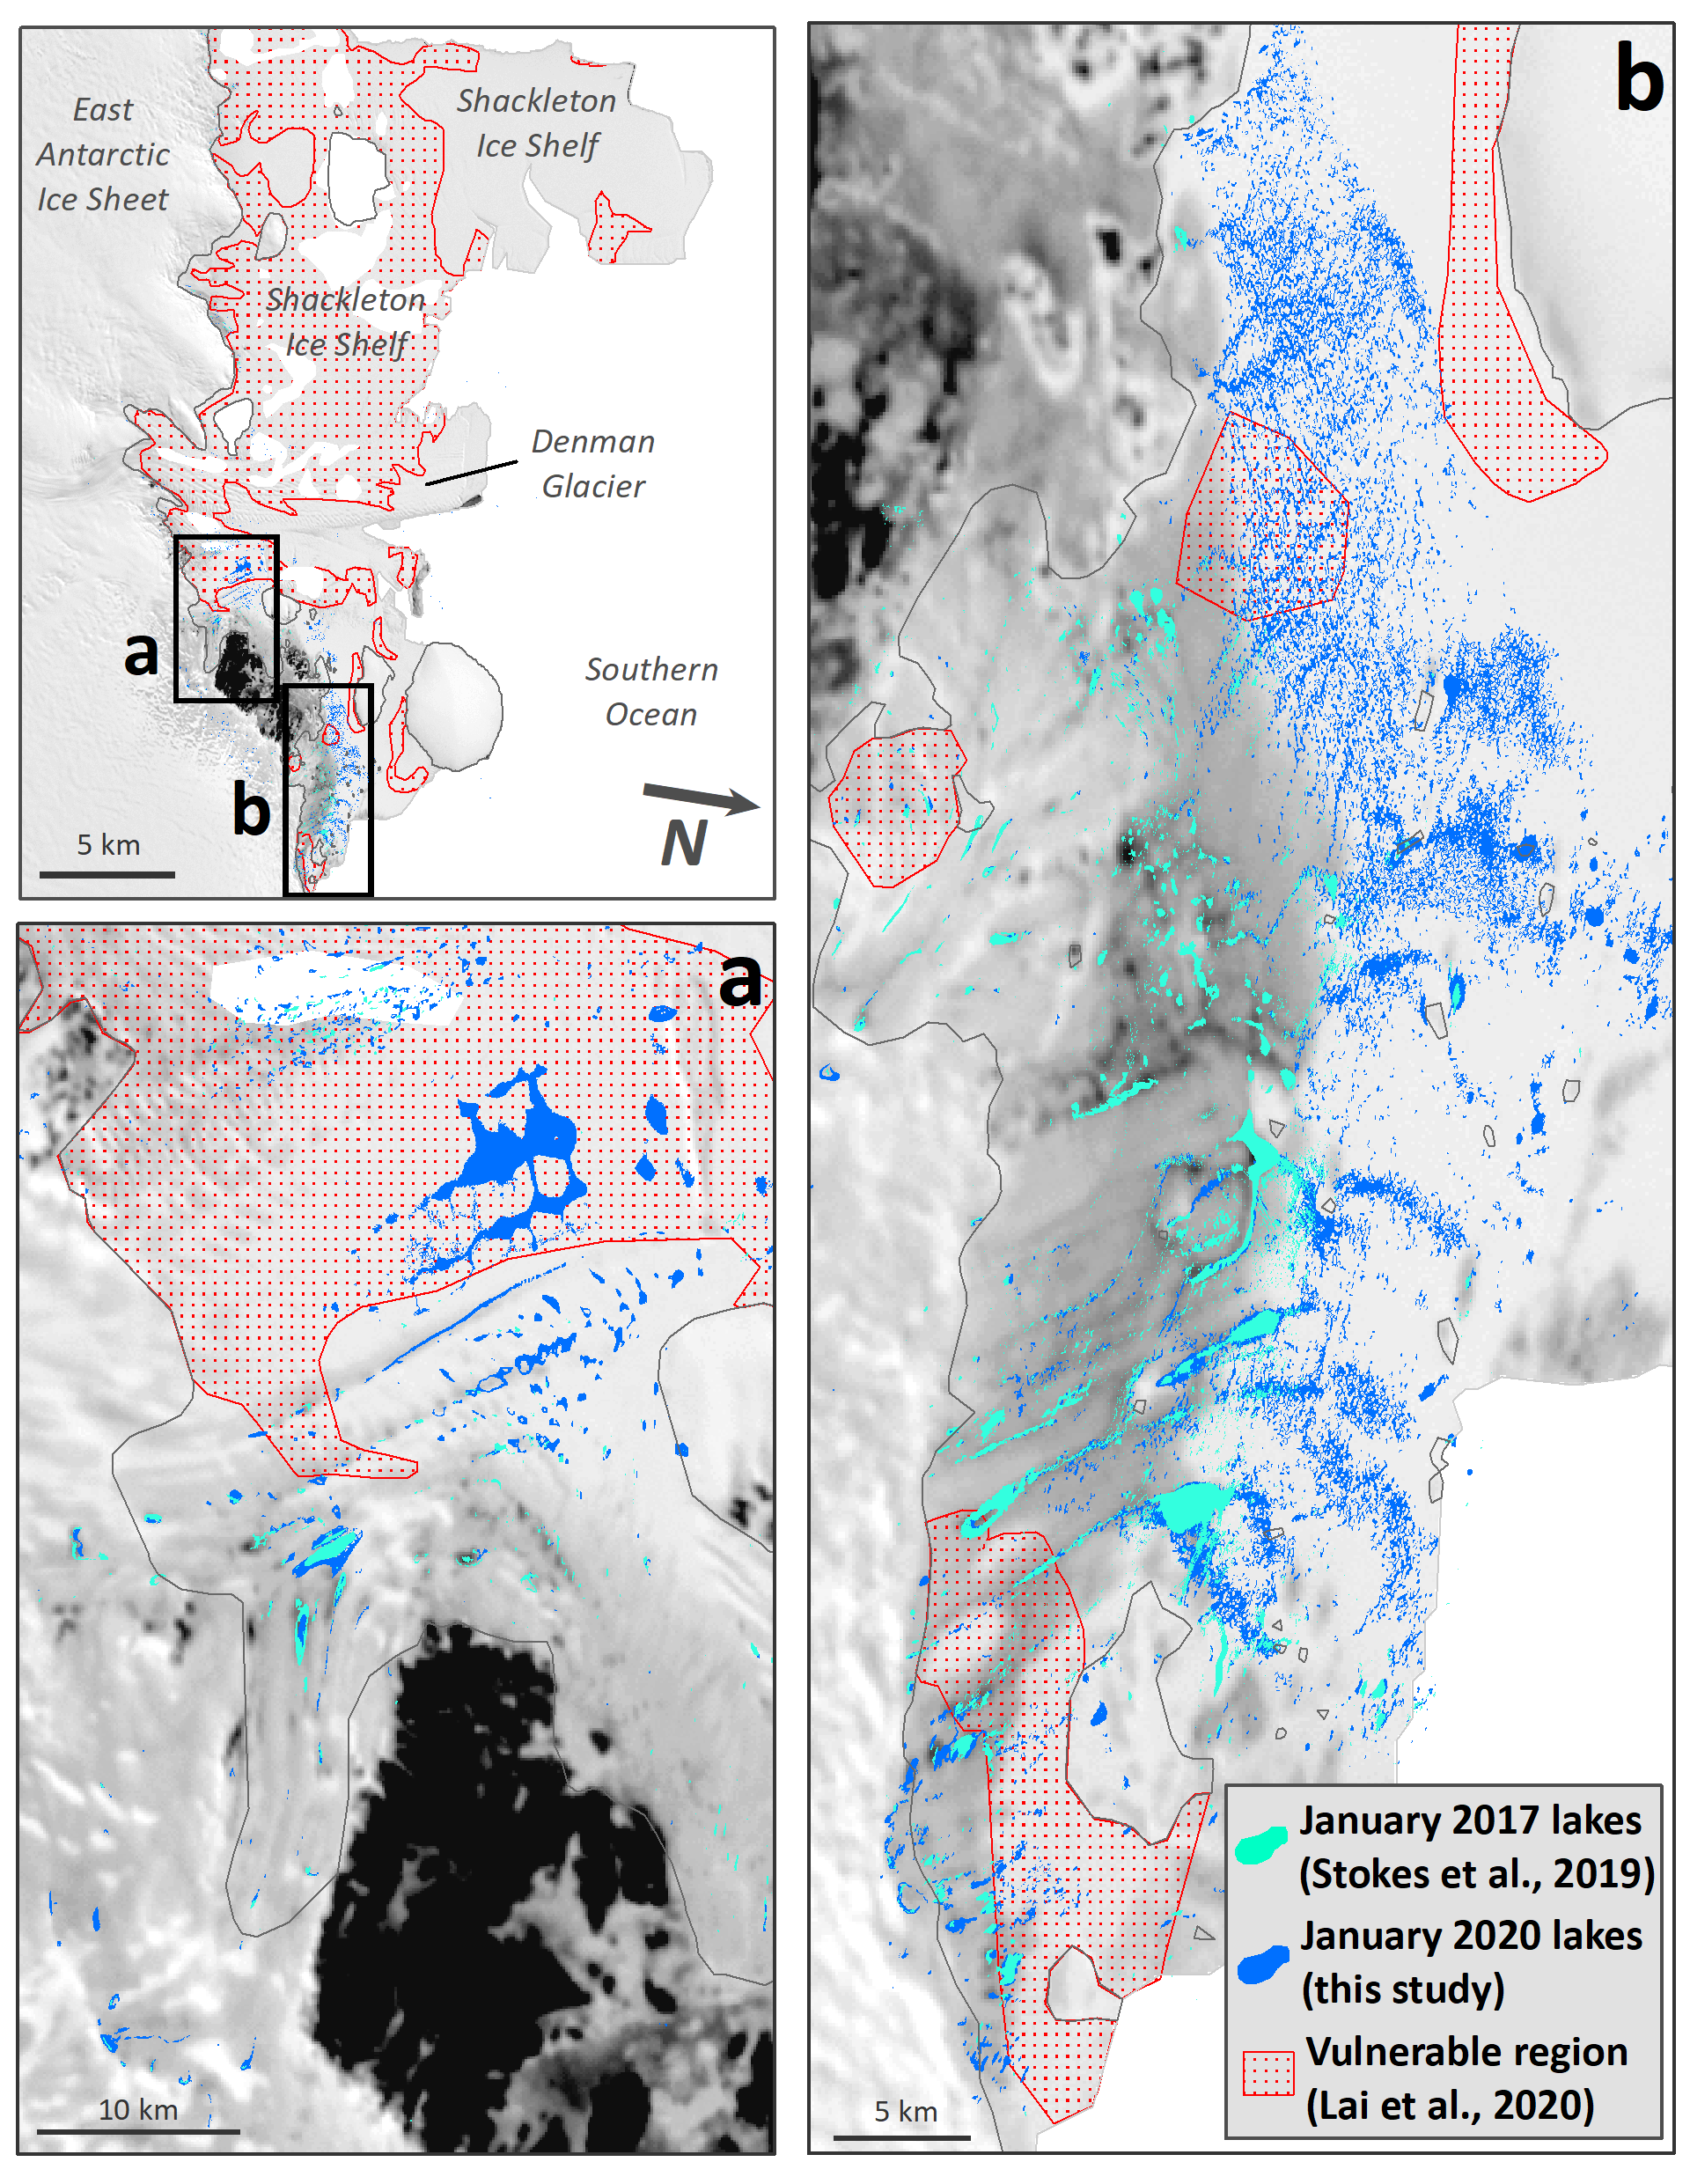 East
Antarctic
Ice Sheet
Shackleton
Ice Shelf
Shackleton
Ice Shelf
Denman
Glacier
Southern
Ocean
a
b
N
5 km
a
10 km
b
5 km
January 2017 lakes
(Stokes et al., 2019)
January 2020 lakes
(this study)
Vulnerable region
(Lai et al., 2020)